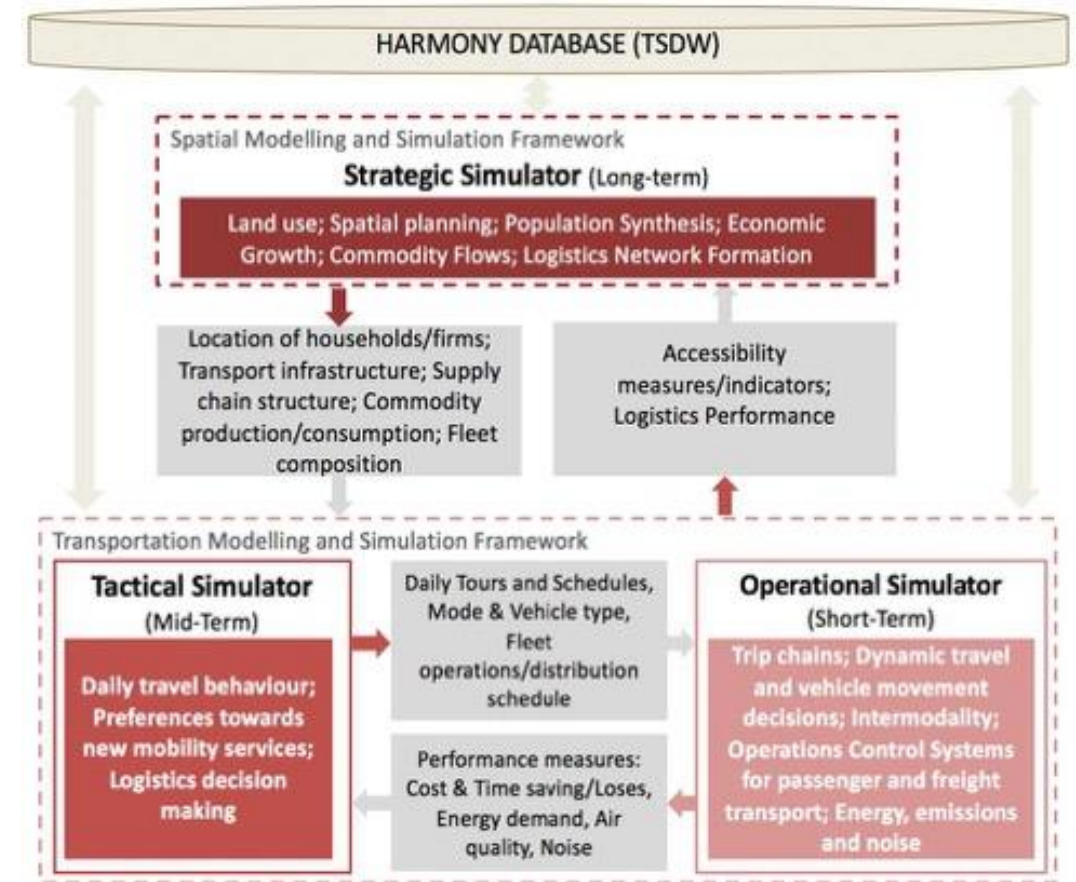 HARMONY DATABASE (TSDW)
Spatial Modelling and Simulation Framework
Strategic Simulator (Long-term)
Land use; Spatial planning; Population Synthesis; Economic
Growth; Commodity Flows; Logistics Network Formation
Location of households/firms;
Transport infrastructure; Supply
chain structure; Commodity
production/consumption; Fleet
composition
Accessibility
measures/indicators;
Logistics Performance
Transportation Modelling and Simulation Framework
Tactical Simulator
(Mid-Term)
Daily travel behaviour;
Preferences towards
new mobility services;
Logistics decision
making
Daily Tours and Schedules,
Mode & Vehicle type,
Fleet
operations/distribution
schedule
Performance measures:
Cost & Time saving/Loses,
Energy demand, Air
quality, Noise
Operational Simulator
(Short-Term)
Trip chains; Dynamic travel
and vehicle movement
decisions; Intermodality;
Operations Control Systems
for passenger and freight
transport; Energy, emissions
and noise